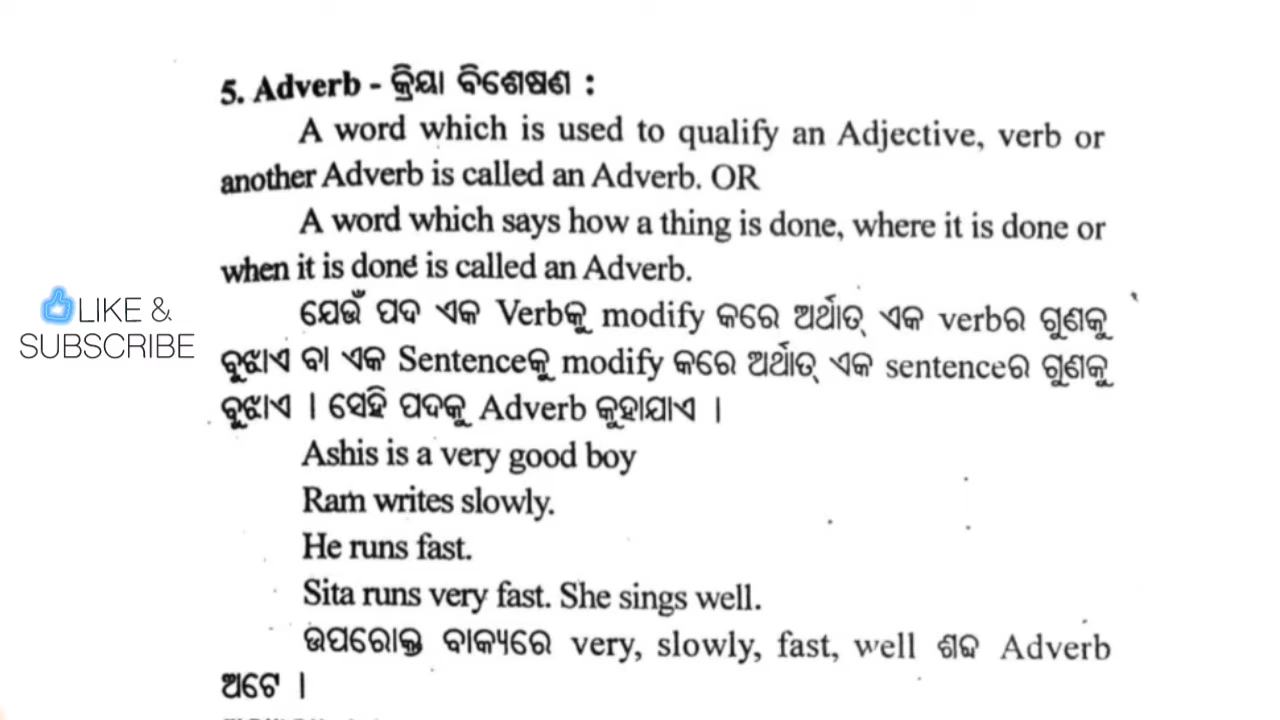 5. Adverb - କ୍ରିୟା ବିଶେଷଣ :
A word which is used to qualify an Adjective, verb or
another Adverb is called an Adverb. OR
A word which says how a thing is done, where it is done or
when it is done is called an Adverb.
ଯେଉଁ ପଦ ଏକ Verbକୁ modify କରେ ଅର୍ଥାତ୍ ଏକ verbର ଗୁଣକୁ
ବୁଝାଏ ବା ଏକ Sentenceକୁ modify କରେ ଅର୍ଥାତ୍ ଏକ sentenceର ଗୁଣକୁ
ବୁଝାଏ । ସେହି ପଦକୁ Adverb କୁହାଯାଏ ।
Ashis is a very good boy
Ram writes slowly.
He runs fast.
Sita runs very fast. She sings well.
ଉପରୋକ୍ତ ବାକ୍ୟରେ very, slowly, fast, well ଶବ୍ଦ Adverb
ଅଟେ ।
LIKE &
SUBSCRIBE